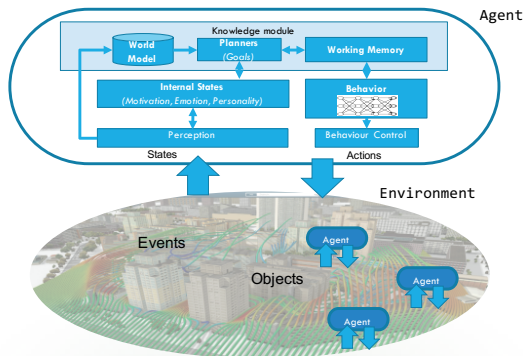 Agent
Knowledge module
World
Model
Planners
(Goals)
Working Memory
Internal States
(Motivation, Emotion, Personality)
Behavior
Perception
Behaviour Control
States
Actions
Environment
Events
Agent
Objects
Agent
Agent